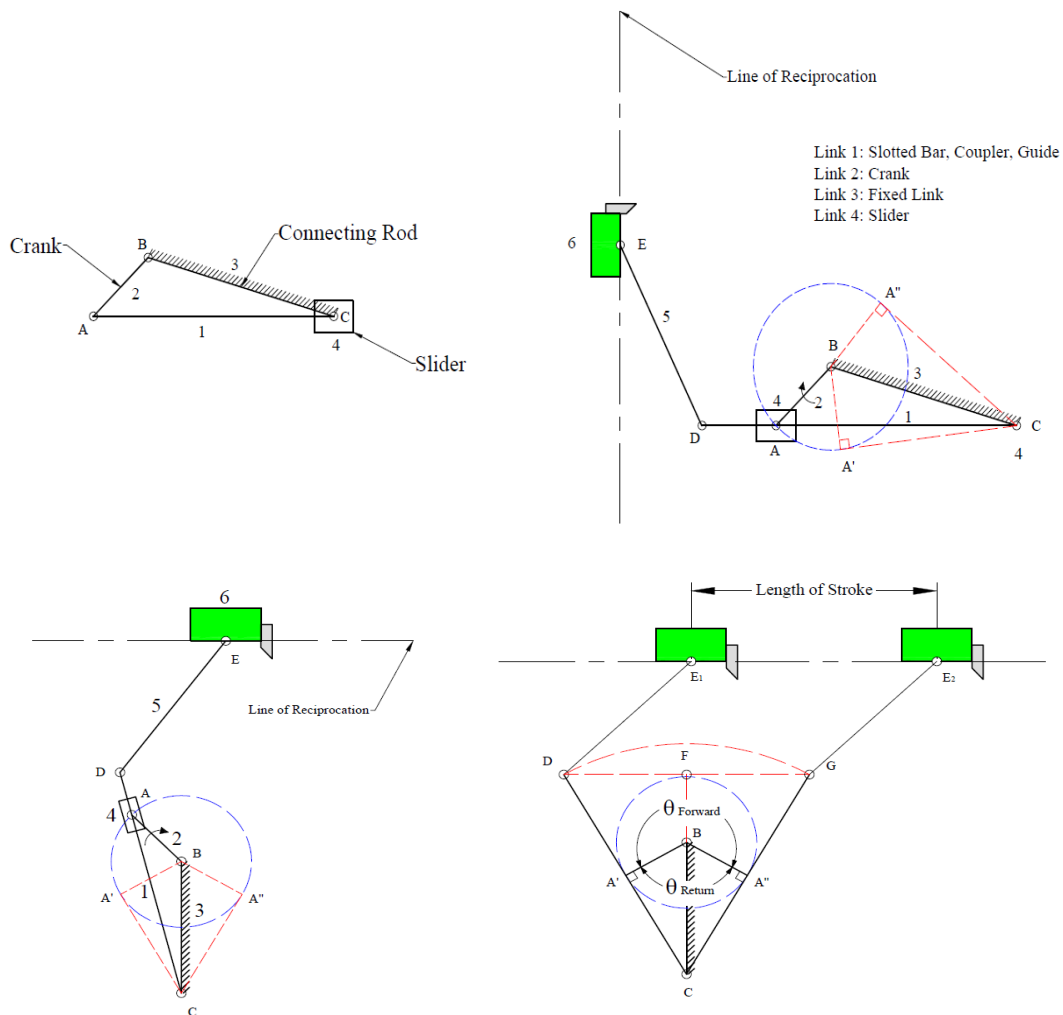 Crank
B
Connecting Rod
3
2
A
1
C
4
Slider
Line of Reciprocation
Link 1: Slotted Bar, Coupler, Guide
Link 2: Crank
Link 3: Fixed Link
Link 4: Slider
6
E
5
A"
B
3
4
2
1
D
A
C
A'
4
6
E
5
Line of Reciprocation
D
A
4
2
B
A'
1
A"
3
C
Length of Stroke
E1
E2
D
F
G
θ Forward
B
A'
A"
θ Return
C